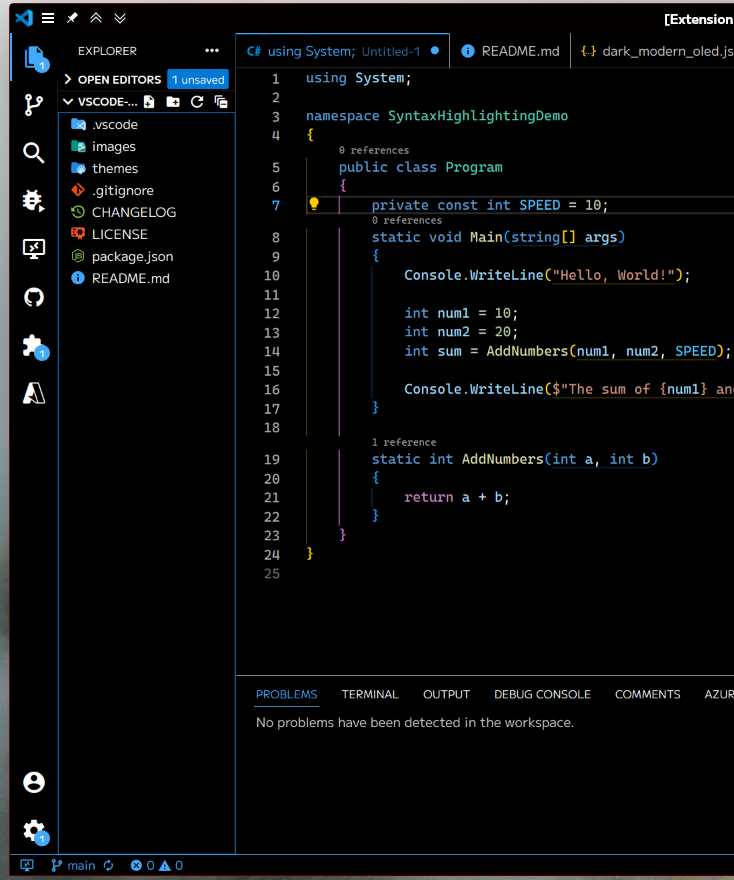 [Extension
EXPLORER
OPEN EDITORS 1 unsaved
VSCODE-...
.vscode
images
themes
.gitignore
CHANGELOG
LICENSE
package.json
README.md
C# using System; Untitled-1
README.md
{..} dark_modern_oled.js
1 using System;
2
3 namespace SyntaxHighlightingDemo
4 {
0 references
5 public class Program
6 {
7 private const int SPEED = 10;
0 references
8 static void Main(string[] args)
9 {
10 Console.WriteLine("Hello, World!");
11
12 int num1 = 10;
13 int num2 = 20;
14 int sum = AddNumbers(num1, num2, SPEED);
15
16 Console.WriteLine($"The sum of {num1} and
17 }
18
1 reference
19 static int AddNumbers(int a, int b)
20 {
21 return a + b;
22 }
23 }
24 }
25
PROBLEMS TERMINAL OUTPUT DEBUG CONSOLE COMMENTS AZUR
No problems have been detected in the workspace.
1
1
1
main 0 0